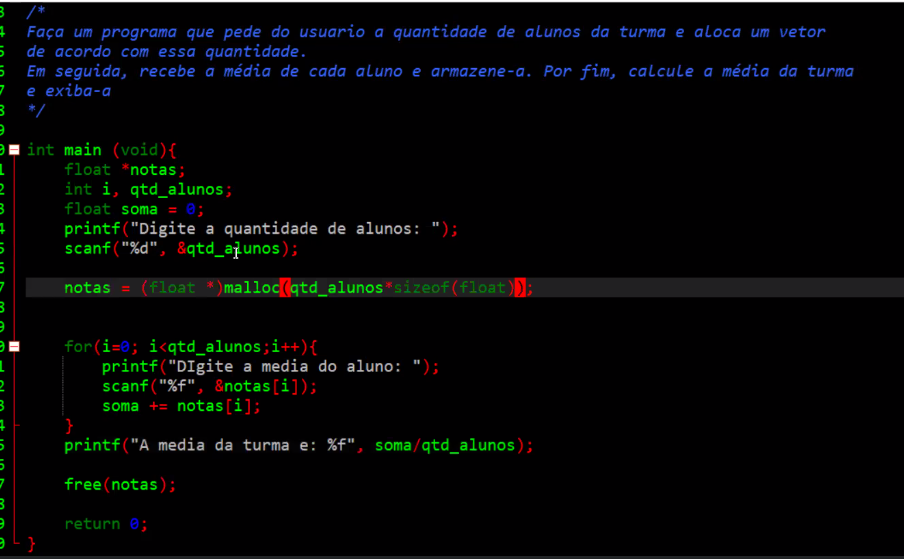 3 /*
4 Faça um programa que pede do usuario a quantidade de alunos da turma e aloca um vetor
5 de acordo com essa quantidade.
6 Em seguida, recebe a média de cada aluno e armazene-a. Por fim, calcule a média da turma
7 e exiba-a
8 */
9
0 int main (void){
1 float *notas;
2 int i, qtd_alunos;
3 float soma = 0;
4 printf("Digite a quantidade de alunos: ");
5 scanf("%d", &qtd_alunos);
6
7 notas = (float *)malloc(qtd_alunos*sizeof(float));
8
9
0 for(i=0; i<qtd_alunos;i++){
1 printf("DIgite a media do aluno: ");
2 scanf("%f", &notas[i]);
3 soma += notas[i];
4 }
5 printf("A media da turma e: %f", soma/qtd_alunos);
6
7 free(notas);
8
9 return 0;
0 }